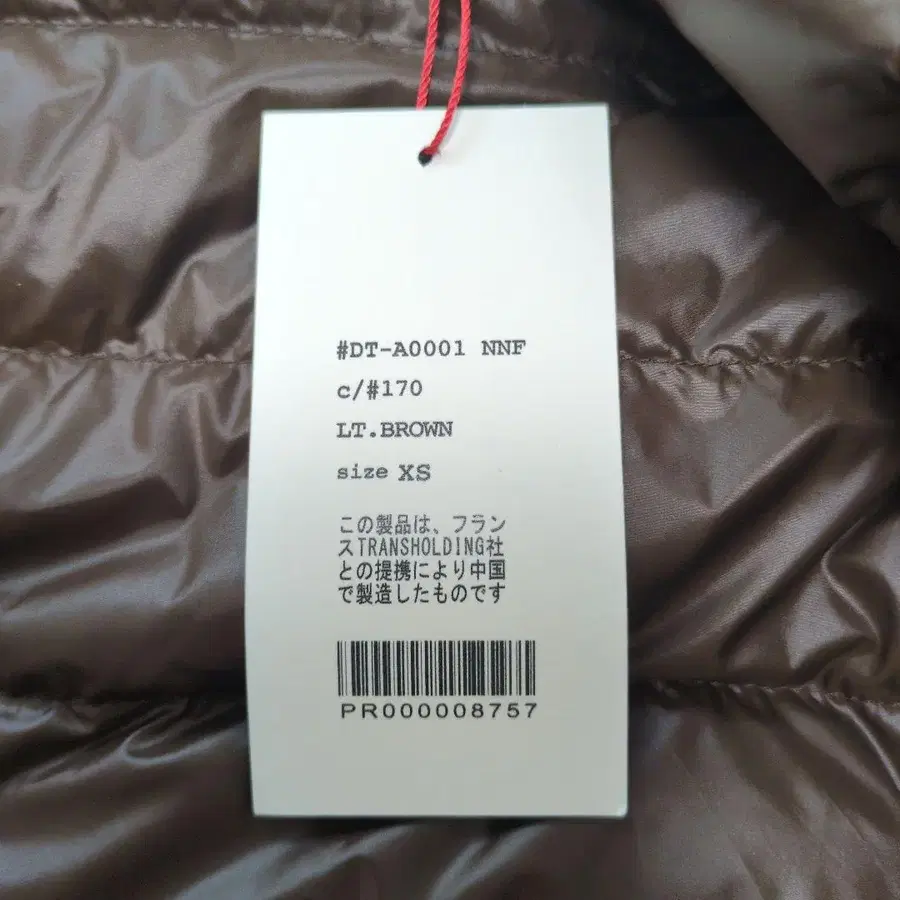 #DT-A0001 NNF
c/#170
LT.BROWN
size XS
この製品は、フラン
スTRANSHOLDING社
との提携により中国
で製造したものです
PR000008757